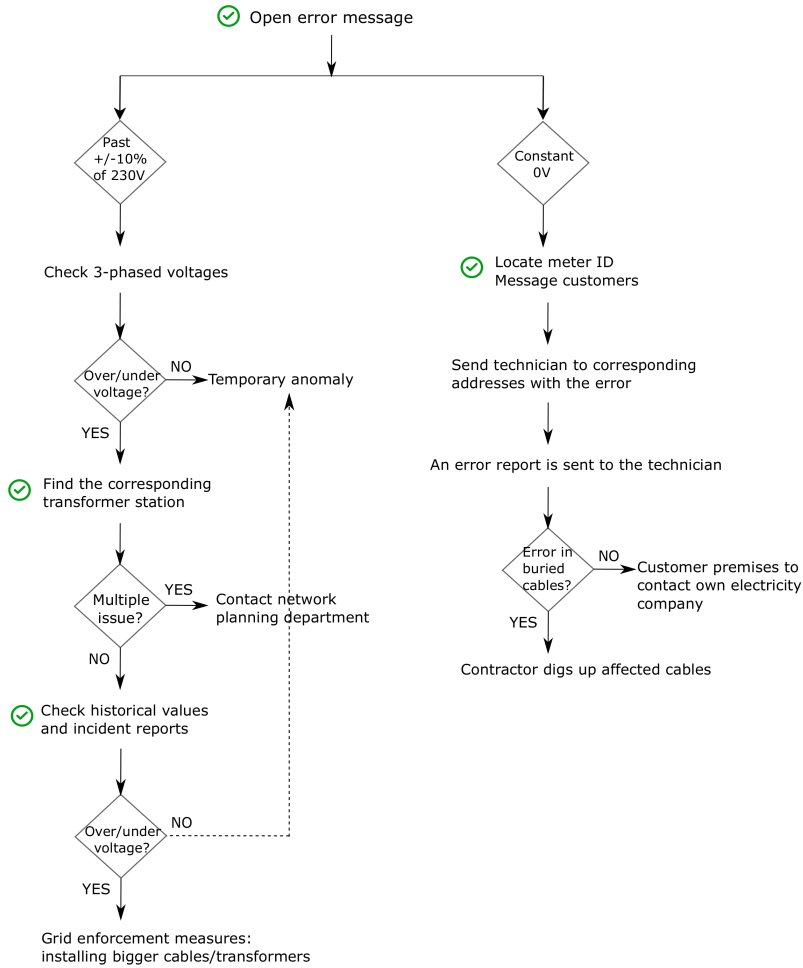 Open error message
Past
+/-10%
of 230V
Constant
0V
Check 3-phased voltages
Locate meter ID
Message customers
Over/under
voltage?
NO
Temporary anomaly
YES
Send technician to corresponding
addresses with the error
An error report is sent to the technician
Find the corresponding
transformer station
Error in
buried
cables?
NO
Customer premises to
contact own electricity
company
YES
Contractor digs up affected cables
Multiple
issue?
YES
Contact network
planning department
NO
Check historical values
and incident reports
Over/under
voltage?
NO
YES
Grid enforcement measures:
installing bigger cables/transformers